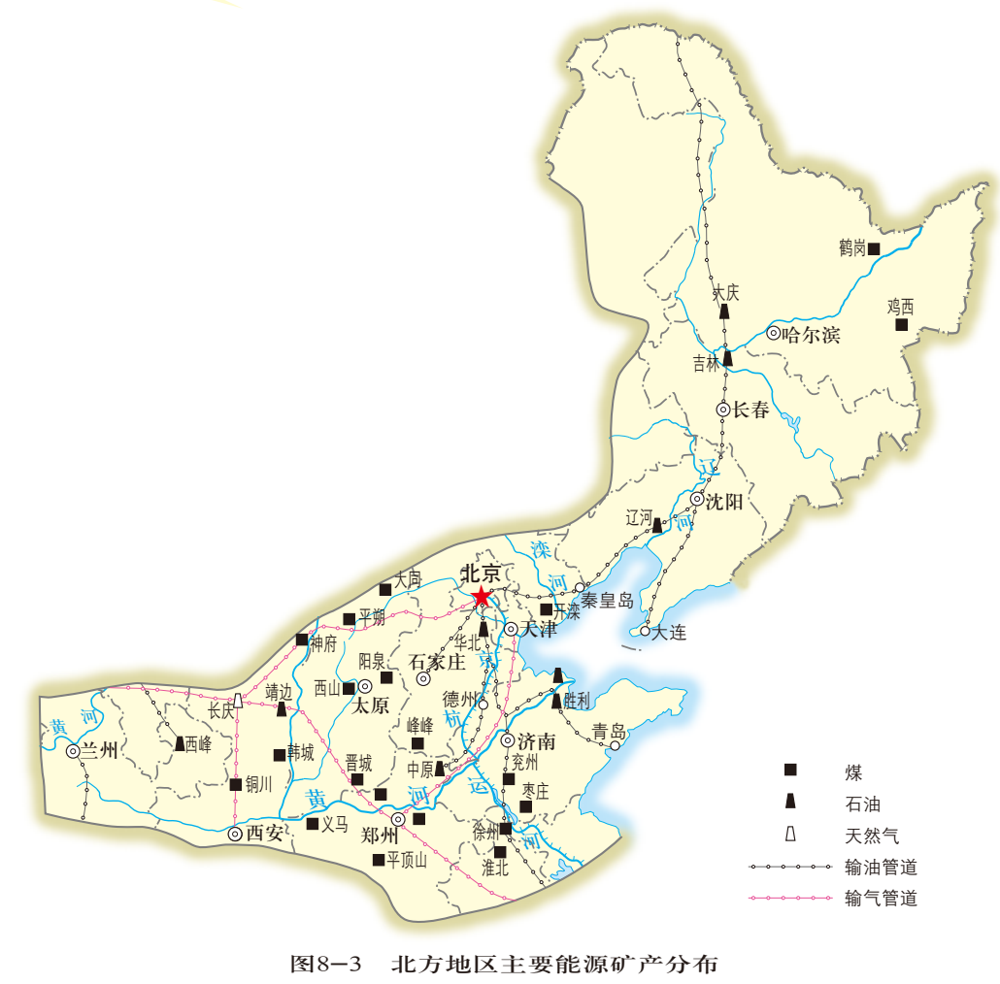 鹤岗
鸡西
大庆
哈尔滨
吉林
长春
辽
沈阳
辽河
河
滦
河
北京
大同
秦皇岛
开滦
平朔
天津
大连
神府
华北
京
阳泉
石家庄
西山
太原
靖边
德州
胜利
长庆
杭
黄
河
峰峰
青岛
兰州
西峰
济南
韩城
晋城
中原
兖州
煤
铜川
黄
河
运
枣庄
石油
义马
郑州
徐州
西安
天然气
河
平顶山
淮北
输油管道
输气管道
图8-3 北方地区主要能源矿产分布